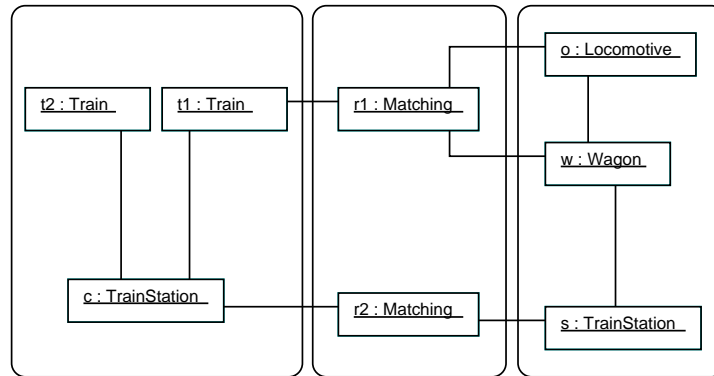 t2 : Train
t1 : Train
c : TrainStation
r1 : Matching
r2 : Matching
o : Locomotive
w : Wagon
s : TrainStation